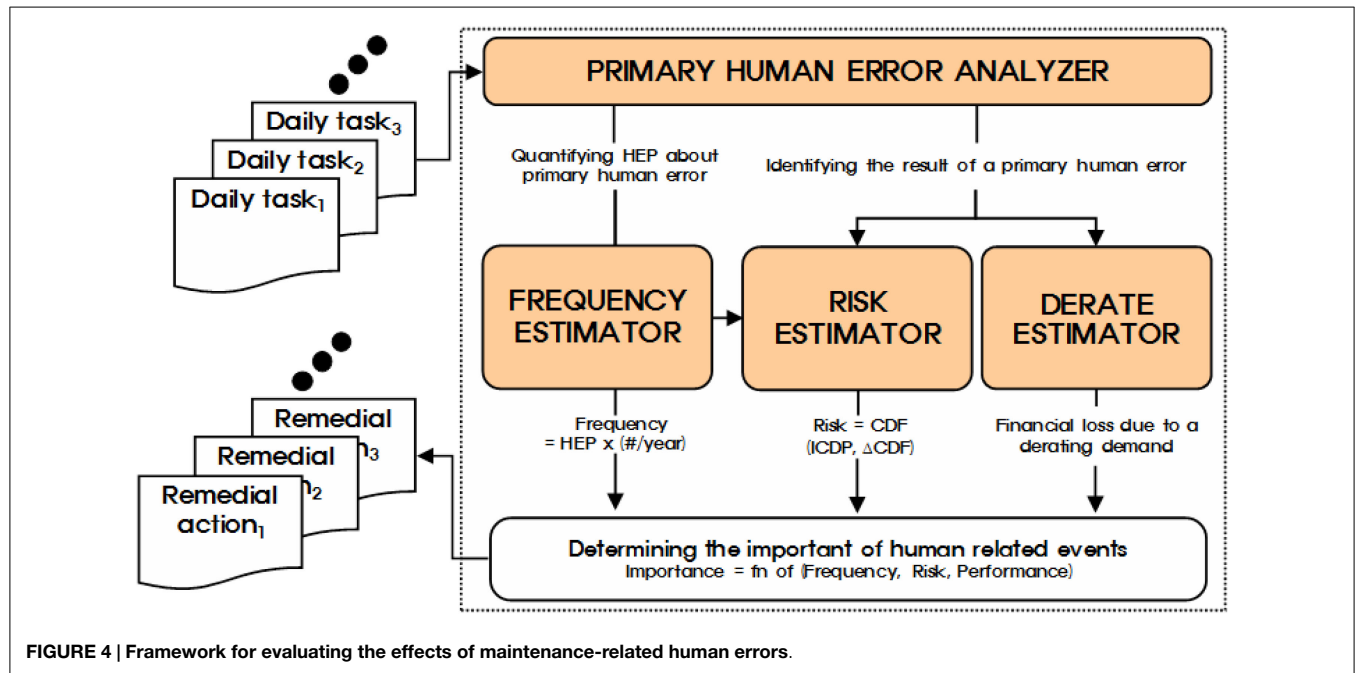 PRIMARY HUMAN ERROR ANALYZER
Daily task₃
Daily task₂
Daily task₁
Quantifying HEP about
primary human error
Identifying the result of a primary human error
FREQUENCY
ESTIMATOR
RISK
ESTIMATOR
DERATE
ESTIMATOR
Frequency
= HEP x (#/year)
Risk = CDF
(ICDP, ΔCDF)
Financial loss due to a
derating demand
Remedial
n₃
Remedial
n₂
Remedial
action₁
Determining the important of human related events
Importance = fn of (Frequency, Risk, Performance)
FIGURE 4 | Framework for evaluating the effects of maintenance-related human errors.